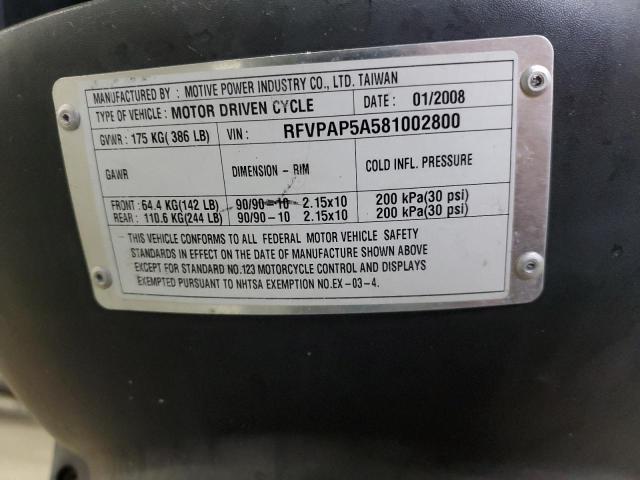 MANUFACTURED BY : MOTIVE POWER INDUSTRY CO., LTD. TAIWAN
TYPE OF VEHICLE: MOTOR DRIVEN CYCLE DATE : 01/2008
GVWR : 175 KG( 386 LB) VIN : RFVPAP5A581002800
GAWR DIMENSION - RIM COLD INFL. PRESSURE
FRONT: 64.4 KG(142 LB) 90/90-10 2.15x10 200 kPa(30 psi)
REAR : 110.6 KG(244 LB) 90/90-10 2.15x10 200 kPa(30 psi)
- THIS VEHICLE CONFORMS TO ALL FEDERAL MOTOR VEHICLE SAFETY
STANDARDS IN EFFECT ON THE DATE OF MANUFACTURE SHOWN ABOVE
EXCEPT FOR STANDARD NO.123 MOTORCYCLE CONTROL AND DISPLAYS
EXEMPTED PURSUANT TO NHTSA EXEMPTION NO.EX-03-4.